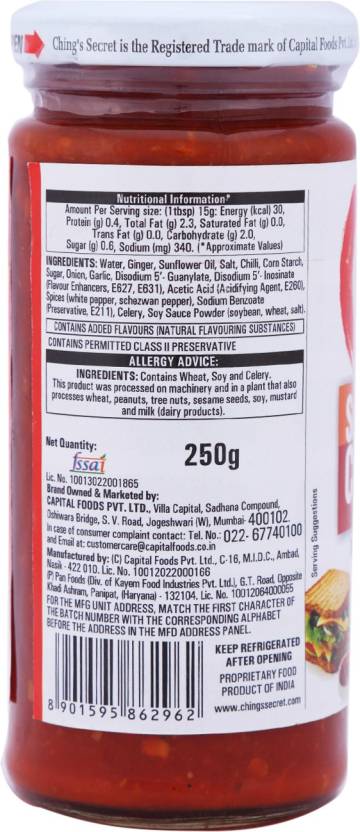 Ching's Secret is the Registered Trade mark of Capital Foods Pvt.
Nutritional Information*
Amount Per Serving size: (1tbsp) 15g: Energy (kcal) 30,
Protein (g) 0.4, Total Fat (g) 2.3, Saturated Fat (g) 0.0,
Trans Fat (g) 0.0, Carbohydrate (g) 2.0,
Sugar (g) 0.6, Sodium (mg) 340. (*Approximate Values)
INGREDIENTS: Water, Ginger, Sunflower Oil, Salt, Chilli, Corn Starch,
Sugar, Onion, Garlic, Disodium 5'- Guanylate, Disodium 5'- Inosinate
(Flavour Enhancers, E627, E631), Acetic Acid (Acidifying Agent, E260),
Spices (white pepper, schezwan pepper), Sodium Benzoate
(Preservative, E211), Celery, Soy Sauce Powder (soybean, wheat, salt).
CONTAINS ADDED FLAVOURS (NATURAL FLAVOURING SUBSTANCES)
CONTAINS PERMITTED CLASS II PRESERVATIVE
ALLERGY ADVICE:
INGREDIENTS: Contains Wheat, Soy and Celery.
This product was processed on machinery and in a plant that also
processes wheat, peanuts, tree nuts, sesame seeds, soy, mustard
and milk (dairy products).
Net Quantity:
250g
fssai
Lic. No. 10013022001865
Brand Owned & Marketed by:
CAPITAL FOODS PVT. LTD., Villa Capital, Sadhana Compound,
Oshiwara Bridge, S. V. Road, Jogeshwari (W), Mumbai- 400102.
In case of consumer complaint contact: Tel. No.: 022- 67740100
and Email at: customercare@capitalfoods.co.in
Manufactured by: (C) Capital Foods Pvt. Ltd., C-16, M.I.D.C., Ambad,
Nasik - 422 010. Lic. No. 10012022000166
(P) Pan Foods (Div. of Kayem Food Industries Pvt. Ltd.), G.T. Road, Opposite
Khadi Ashram, Panipat, (Haryana) - 132104. Lic. No. 10012064000055
FOR THE MFG UNIT ADDRESS, MATCH THE FIRST CHARACTER OF
THE BATCH NUMBER WITH THE CORRESPONDING ALPHABET
BEFORE THE ADDRESS IN THE MFD ADDRESS PANEL.
KEEP REFRIGERATED
AFTER OPENING
PROPRIETARY FOOD
PRODUCT OF INDIA
www.chingssecret.com
8 901595 862962
Serving Suggestions